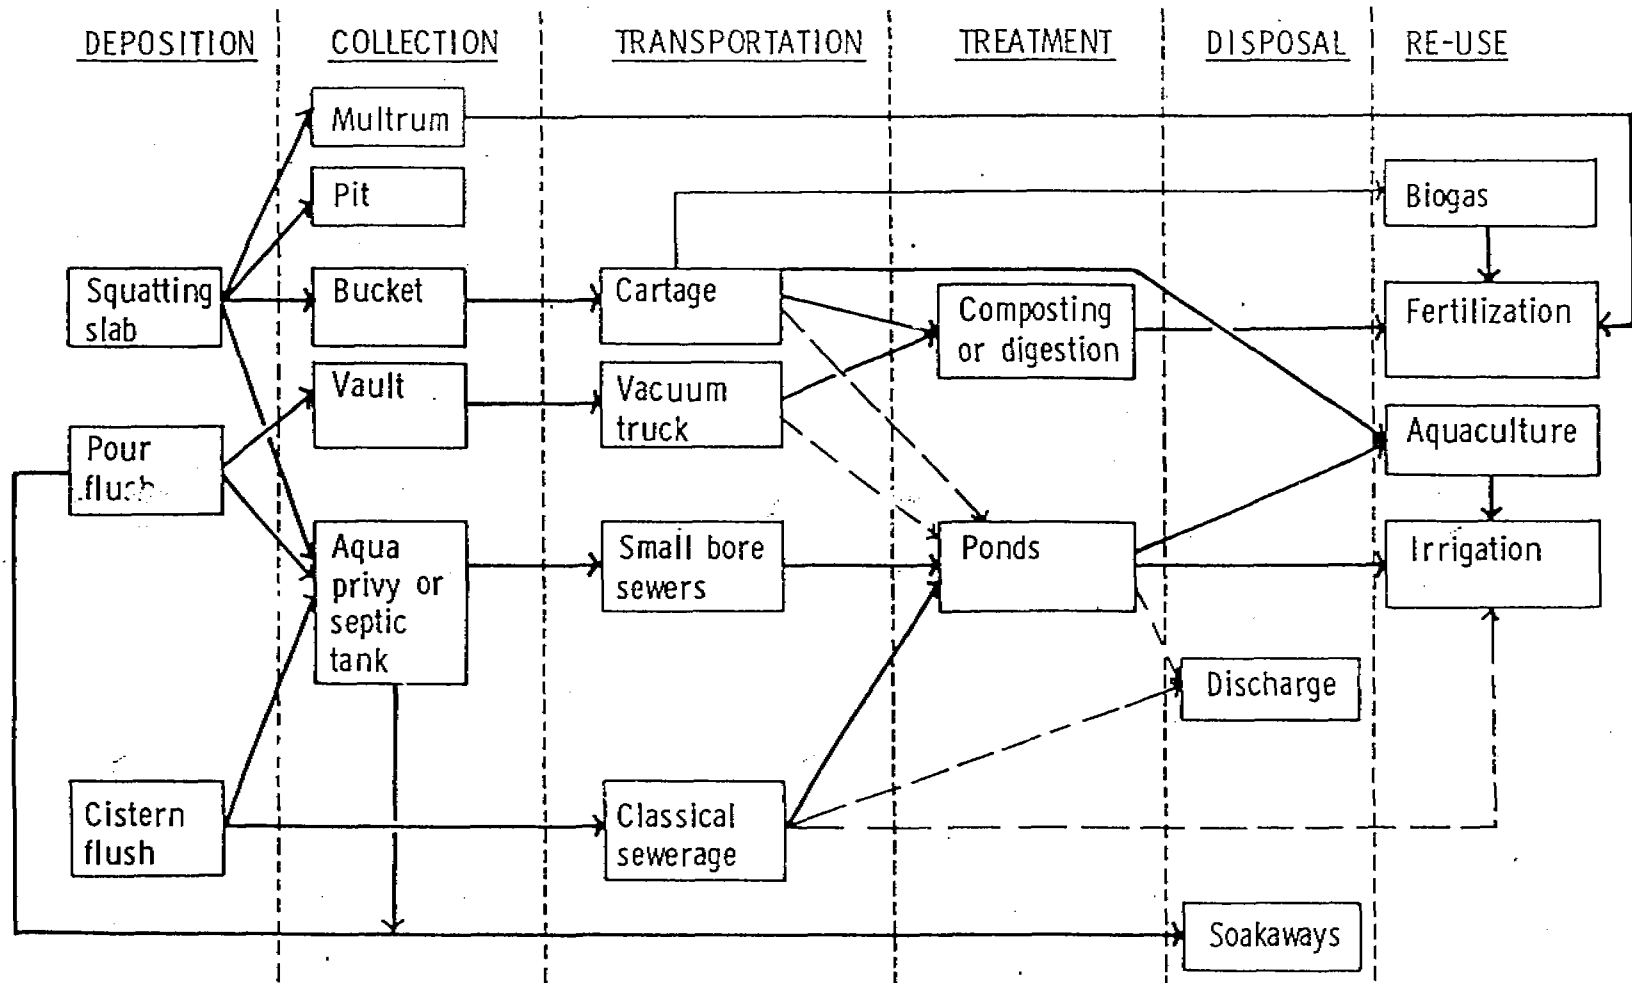 DEPOSITION
COLLECTION
TRANSPORTATION
TREATMENT
DISPOSAL
RE-USE
Multrum
Pit
Biogas
Squatting
slab
Bucket
Cartage
Composting
or digestion
Fertilization
Vault
Vacuum
truck
Aquaculture
Pour
flush
Aqua
privy or
septic
tank
Small bore
sewers
Ponds
Irrigation
Discharge
Cistern
flush
Classical
sewerage
Soakaways